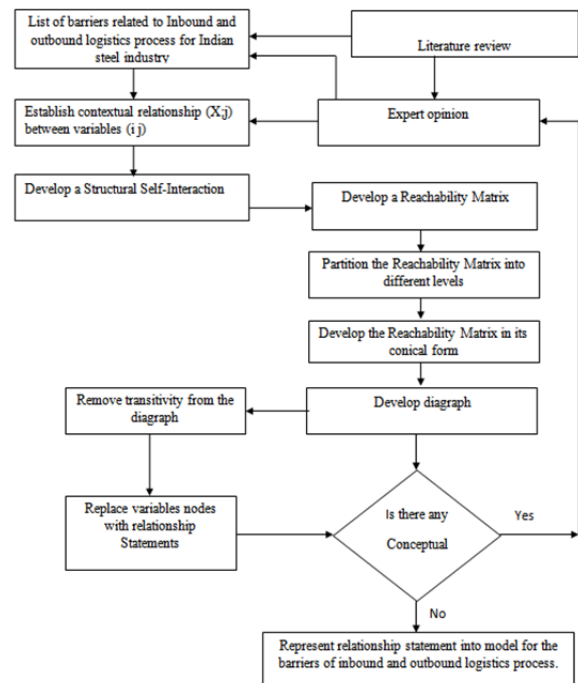 List of barriers related to Inbound and
outbound logistics process for Indian
steel industry
Literature review
Establish contextual relationship (X;j)
between variables (i j)
Expert opinion
Develop a Structural Self-Interaction
Develop a Reachability Matrix
Partition the Reachability Matrix into
different levels
Develop the Reachability Matrix in its
conical form
Remove transitivity from the
diagraph
Develop diagraph
Replace variables nodes
with relationship
Statements
Is there any
Conceptual
Yes
No
Represent relationship statement into model for the
barriers of inbound and outbound logistics process.